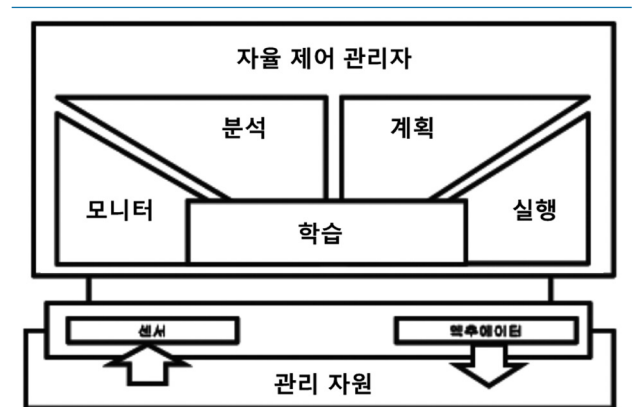 자율 제어 관리자
분석 계획
모니터 실행
학습
센서 액추에이터
관리 자원